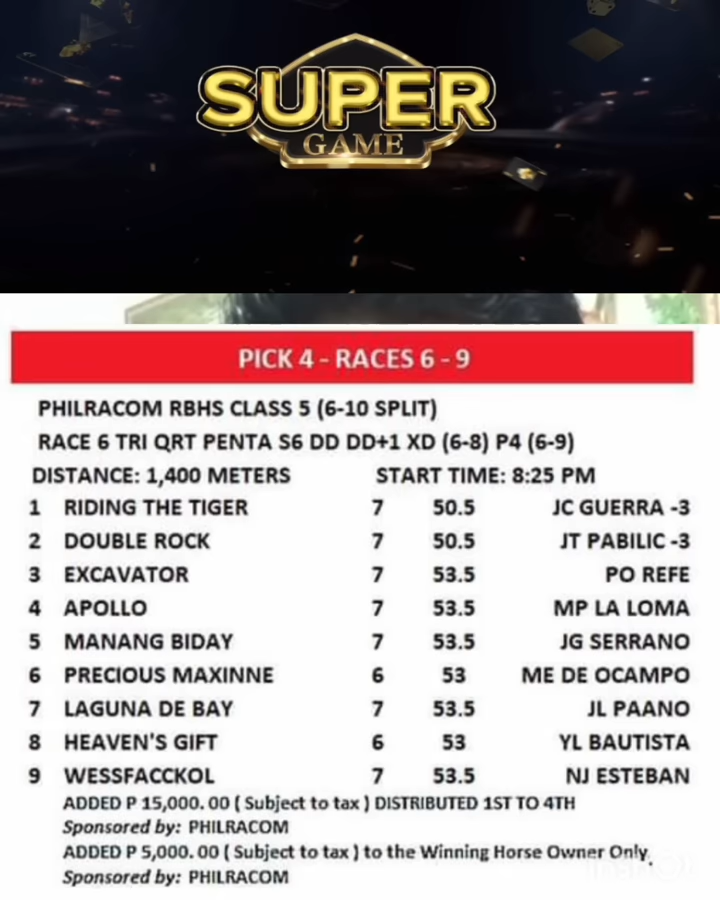 SUPER
GAME
PICK 4 - RACES 6 - 9
PHILRACOM RBHS CLASS 5 (6-10 SPLIT)
RACE 6 TRI QRT PENTA S6 DD DD+1 XD (6-8) P4 (6-9)
DISTANCE: 1,400 METERS START TIME: 8:25 PM
1 RIDING THE TIGER 7 50.5 JC GUERRA -3
2 DOUBLE ROCK 7 50.5 JT PABILIC -3
3 EXCAVATOR 7 53.5 PO REFE
4 APOLLO 7 53.5 MP LA LOMA
5 MANANG BIDAY 7 53.5 JG SERRANO
6 PRECIOUS MAXINNE 6 53 ME DE OCAMPO
7 LAGUNA DE BAY 7 53.5 JL PAANO
8 HEAVEN'S GIFT 6 53 YL BAUTISTA
9 WESSFACCKOL 7 53.5 NJ ESTEBAN
ADDED P 15,000. 00 ( Subject to tax ) DISTRIBUTED 1ST TO 4TH
Sponsored by: PHILRACOM
ADDED P 5,000. 00 ( Subject to tax ) to the Winning Horse Owner Only.
Sponsored by: PHILRACOM